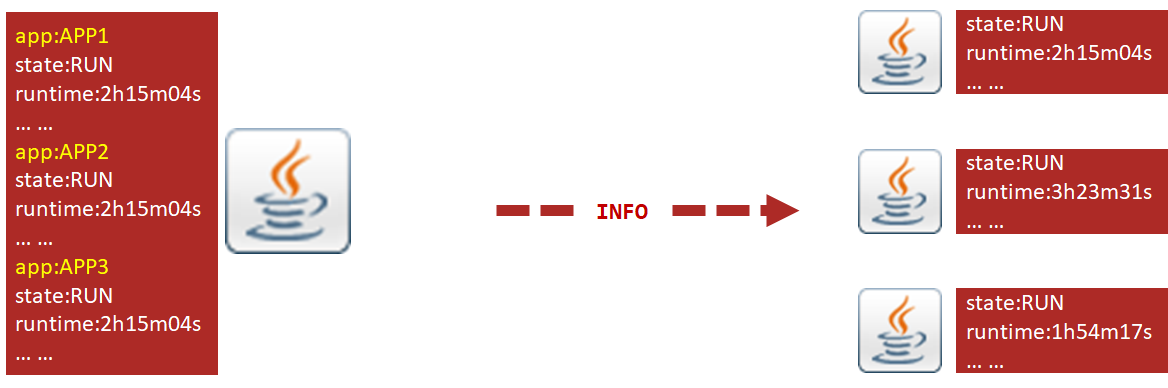 app:APP1
state:RUN
runtime:2h15m04s
... ...
app:APP2
state:RUN
runtime:2h15m04s
... ...
app:APP3
state:RUN
runtime:2h15m04s
... ...
INFO
state:RUN
runtime:2h15m04s
... ...
state:RUN
runtime:3h23m31s
... ...
state:RUN
runtime:1h54m17s
... ...